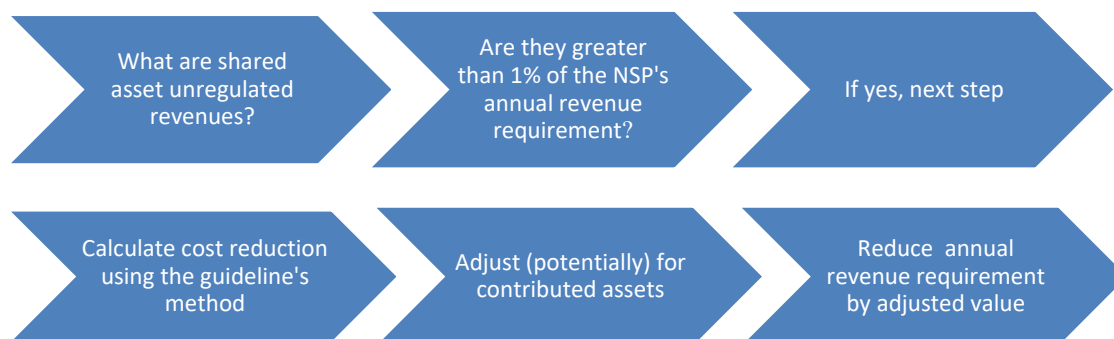 What are shared
asset unregulated
revenues?
Are they greater
than 1% of the NSP's
annual revenue
requirement?
If yes, next step
Calculate cost reduction
using the guideline's
method
Adjust (potentially) for
contributed assets
Reduce  annual
revenue requirement
by adjusted value